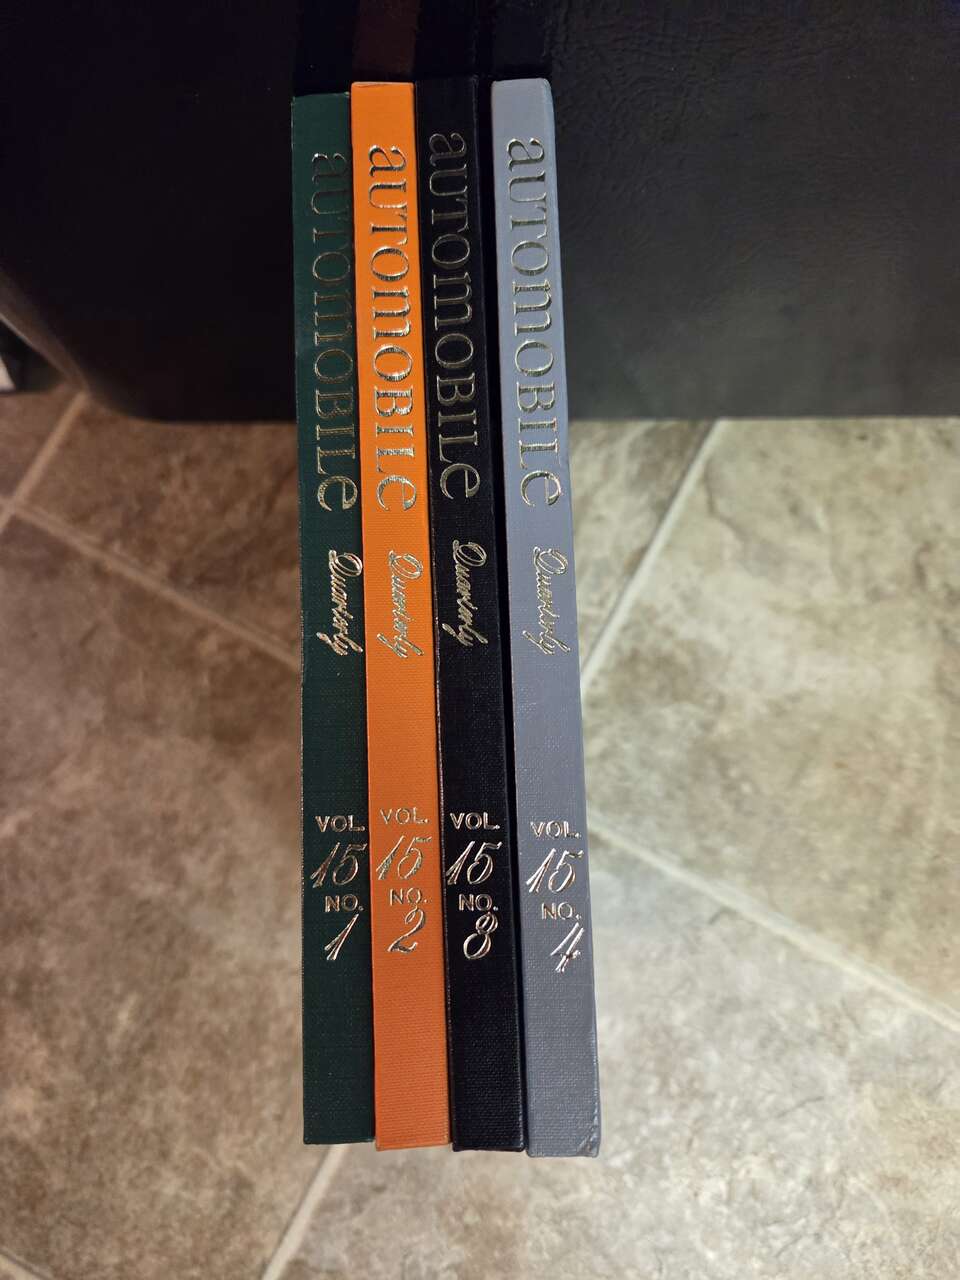 aUTOmOBILe
Quarterly
VOL.
15
NO.
1
aUTOmOBILe
Quarterly
VOL.
15
NO.
2
aUTOmOBILe
Quarterly
VOL.
15
NO.
3
aUTOmOBILe
Quarterly
VOL.
15
NO.
4